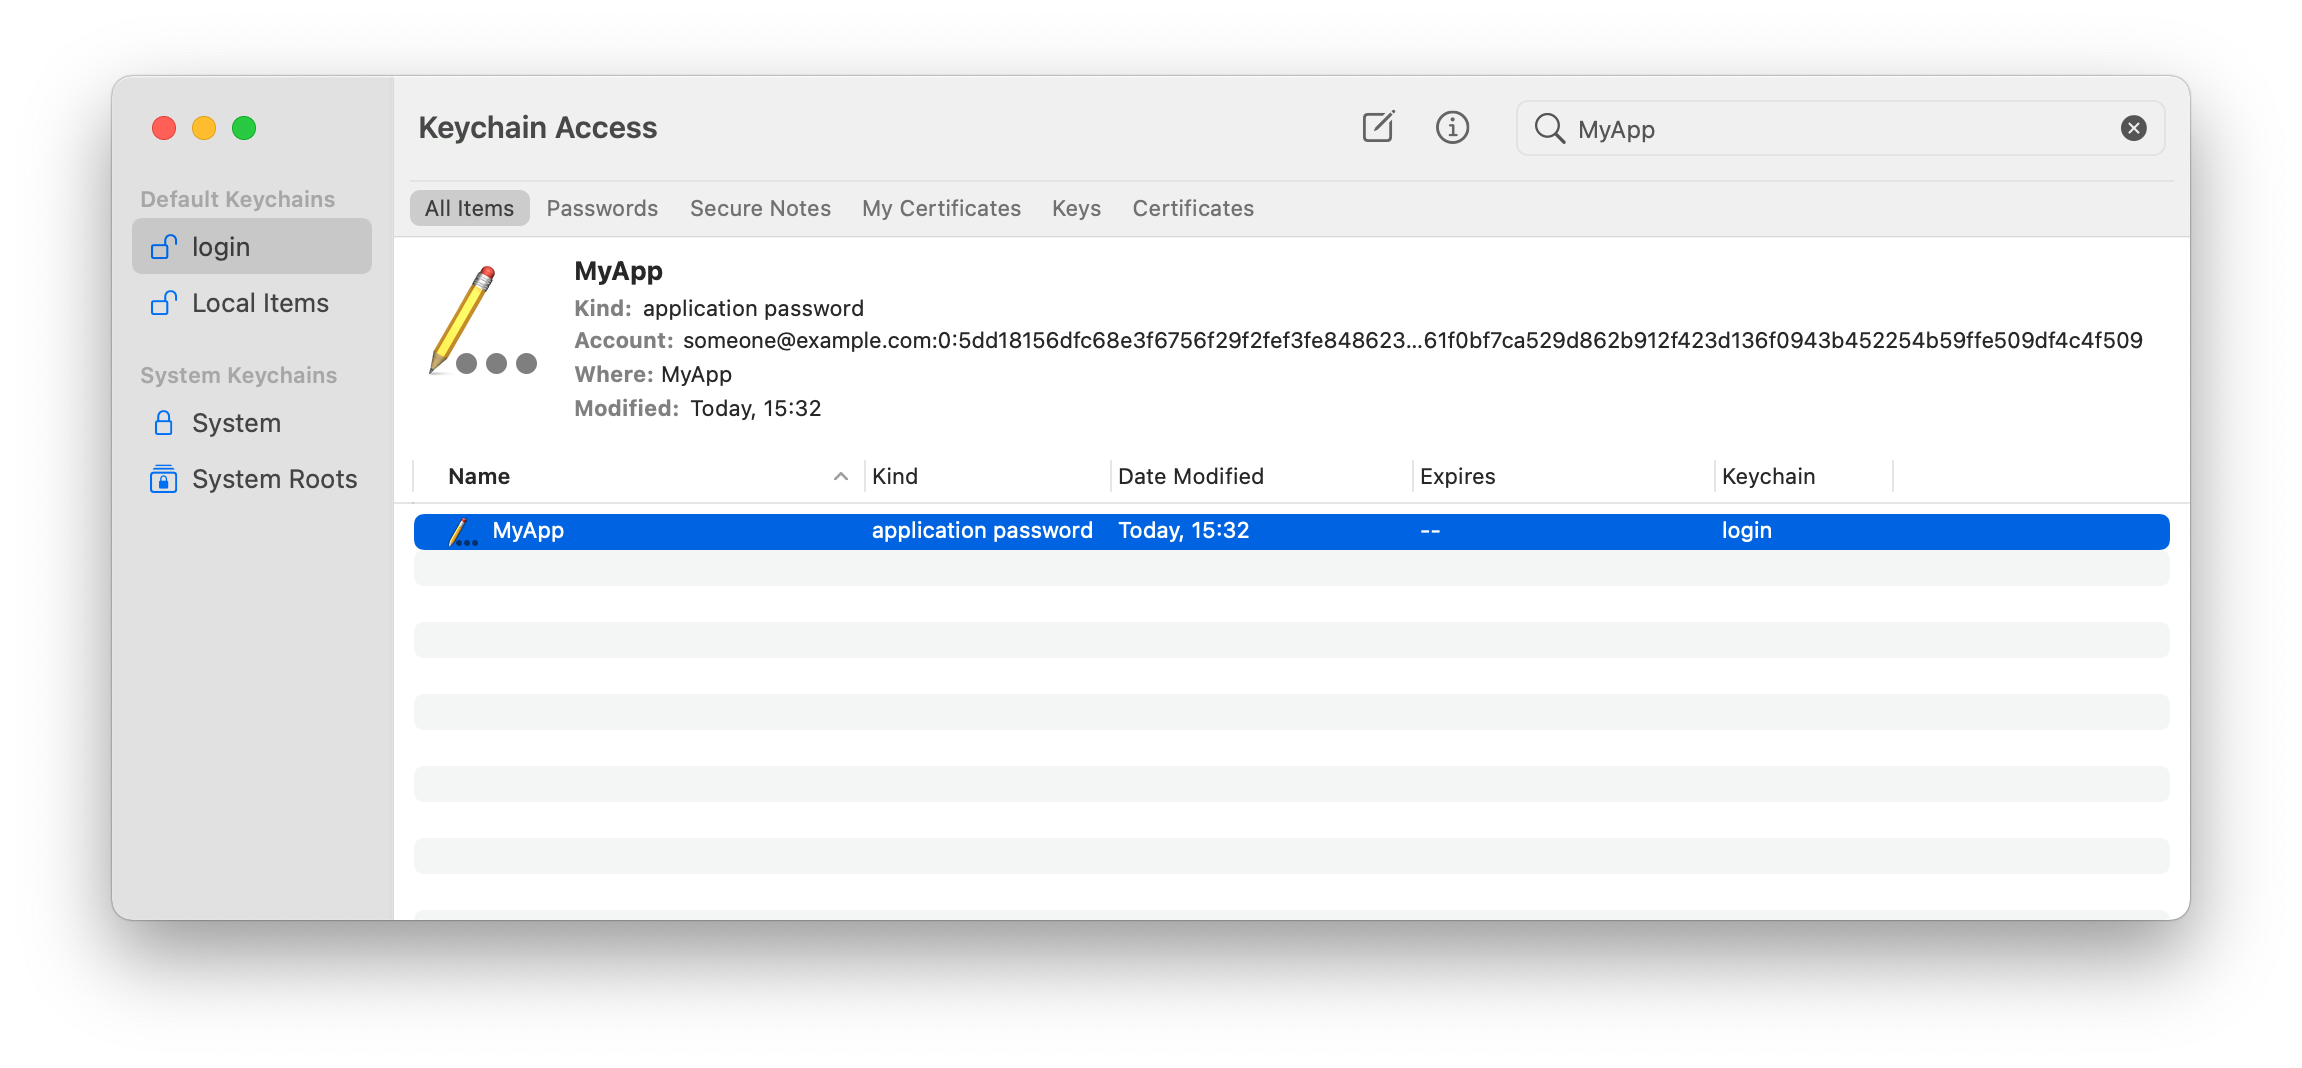 Keychain Access
MyApp
Default Keychains
login
Local Items
System Keychains
System
System Roots
All Items Passwords Secure Notes My Certificates Keys Certificates
MyApp
Kind: application password
Account: someone@example.com:0:5dd18156dfc68e3f6756f29f2fef3fe848623...61f0bf7ca529d862b912f423d136f0943b452254b59ffe509df4c4f509
Where: MyApp
Modified: Today, 15:32
Name Kind Date Modified Expires Keychain
MyApp application password Today, 15:32 -- login